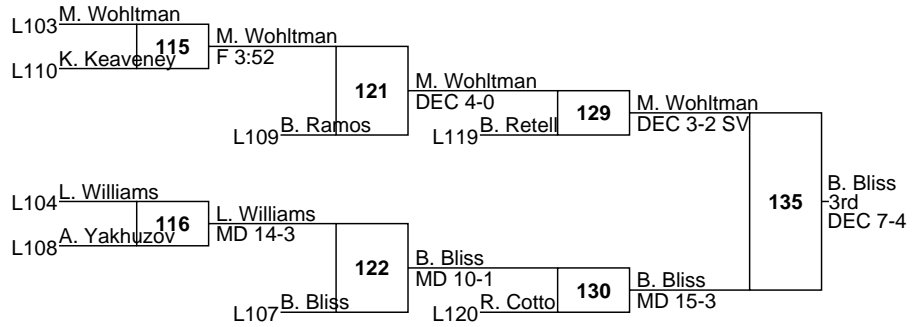 M. Wohltman
L103
115
M. Wohltman
F 3:52
K. Keaveney
L110
121
M. Wohltman
DEC 4-0
L109 B. Ramos
129
M. Wohltman
DEC 3-2 SV
L119 B. Retell
L. Williams
L104
116
L. Williams
MD 14-3
A. Yakhuzov
L108
122
B. Bliss
MD 10-1
L107 B. Bliss
130
B. Bliss
MD 15-3
L120 R. Cotto
135
B. Bliss
3rd
DEC 7-4